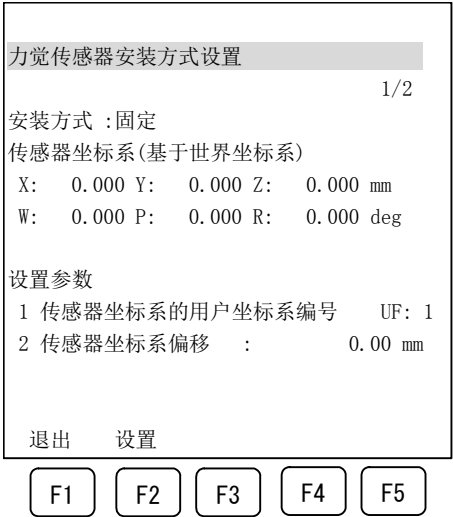 力觉传感器安装方式设置
1/2
安装方式 :固定
传感器坐标系(基于世界坐标系)
X: 0.000 Y: 0.000 Z: 0.000 mm
W: 0.000 P: 0.000 R: 0.000 deg
设置参数
1 传感器坐标系的用户坐标系编号 UF: 1
2 传感器坐标系偏移 : 0.00 mm
退出 设置
F1 F2 F3 F4 F5